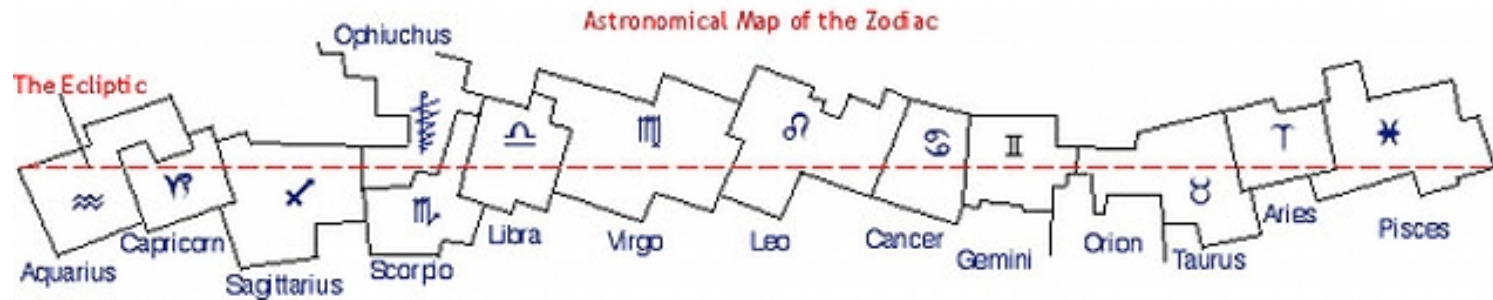 Astronomical Map of the Zodiac
Ophiuchus
The Ecliptic
♒ ♑ ♐ ♏ ♎ ♍ ♌ ♋ ♊ ♉ ♈ ♓
Aquarius
Capricorn
Sagittarius
Scorpio
Libra
Virgo
Leo
Cancer
Gemini
Orion
Taurus
Aries
Pisces